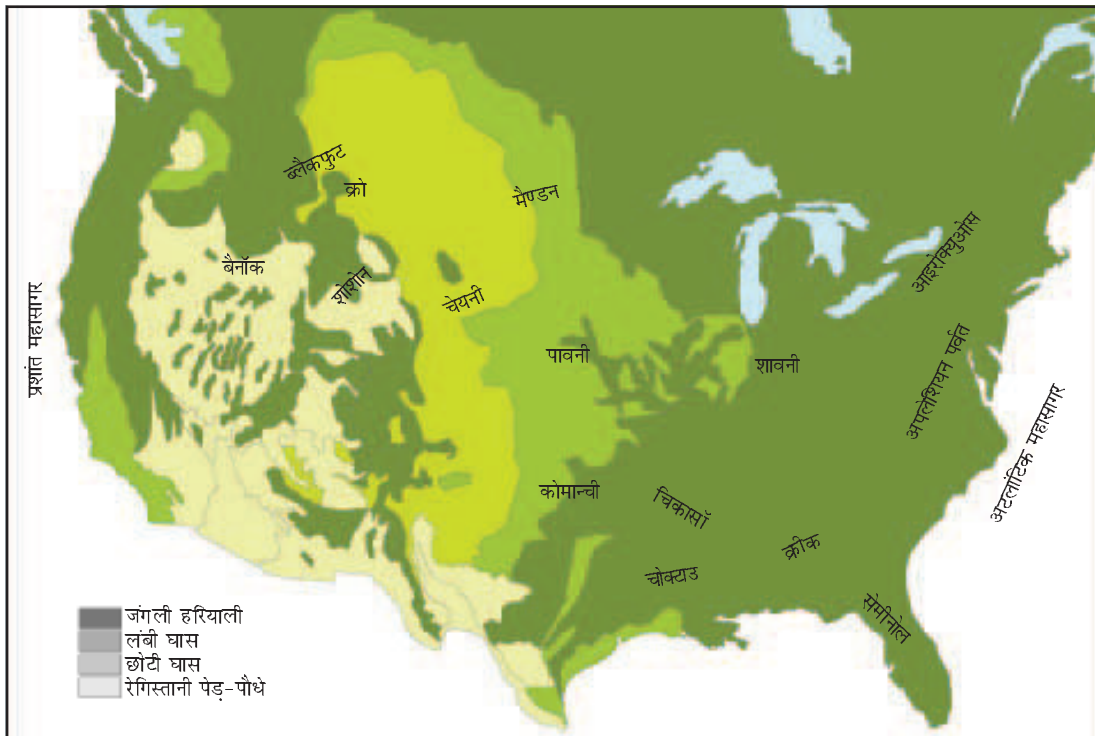 ब्लैकफुट
क्रो
मैण्डन
आइरोक्युओस
बैनॉक
शोशोन
चेयनी
प्रशांत महासागर
पावनी
शावनी
अपलेशियन पर्वत
अटलांटिक महासागर
कोमान्ची
चिकासॉ
क्रीक
चोक्टाउ
सेमीनोल
जंगली हरियाली
लंबी घास
छोटी घास
रेगिस्तानी पेड़-पौधे